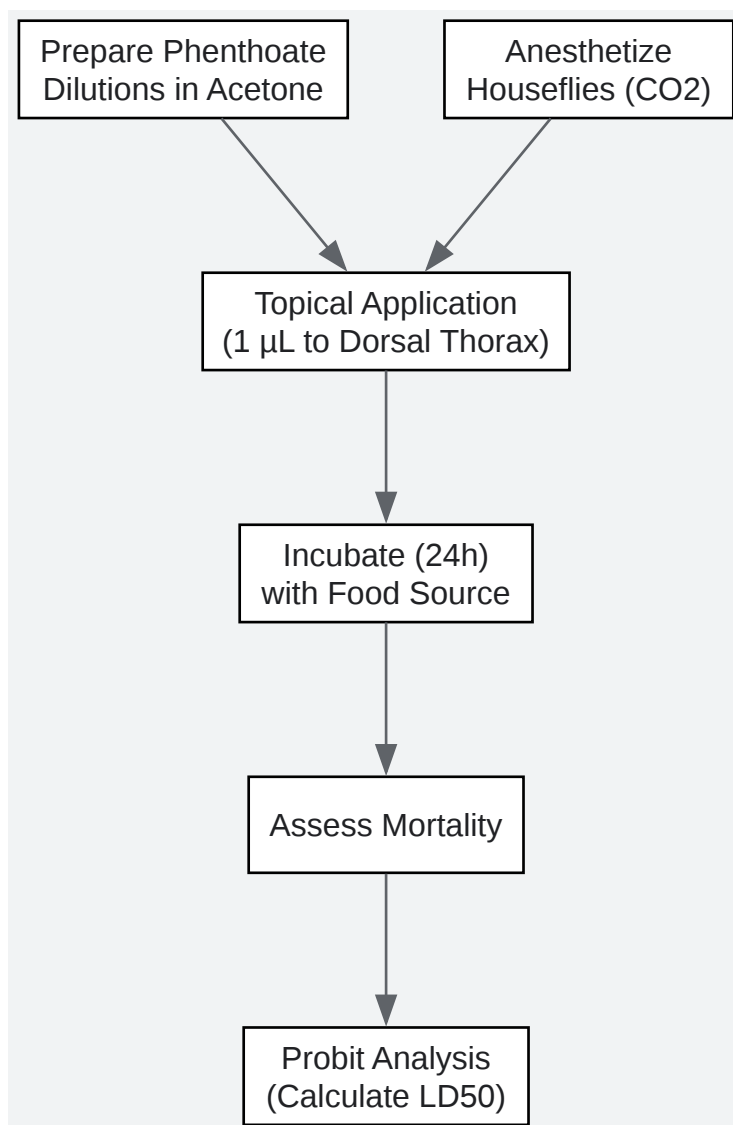 Prepare Phenthoate
Dilutions in Acetone
Anesthetize
Houseflies (CO2)
Topical Application
(1 µL to Dorsal Thorax)
Incubate (24h)
with Food Source
Assess Mortality
Probit Analysis
(Calculate LD50)